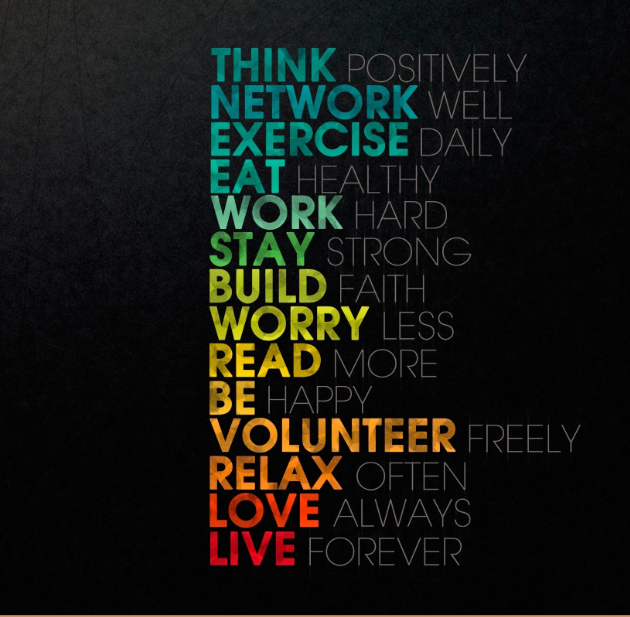 THINK POSITIVELY
NETWORK WELL
EXERCISE DAILY
EAT HEALTHY
WORK HARD
STAY STRONG
BUILD FAITH
WORRY LESS
READ MORE
BE HAPPY
VOLUNTEER FREELY
RELAX OFTEN
LOVE ALWAYS
LIVE FOREVER